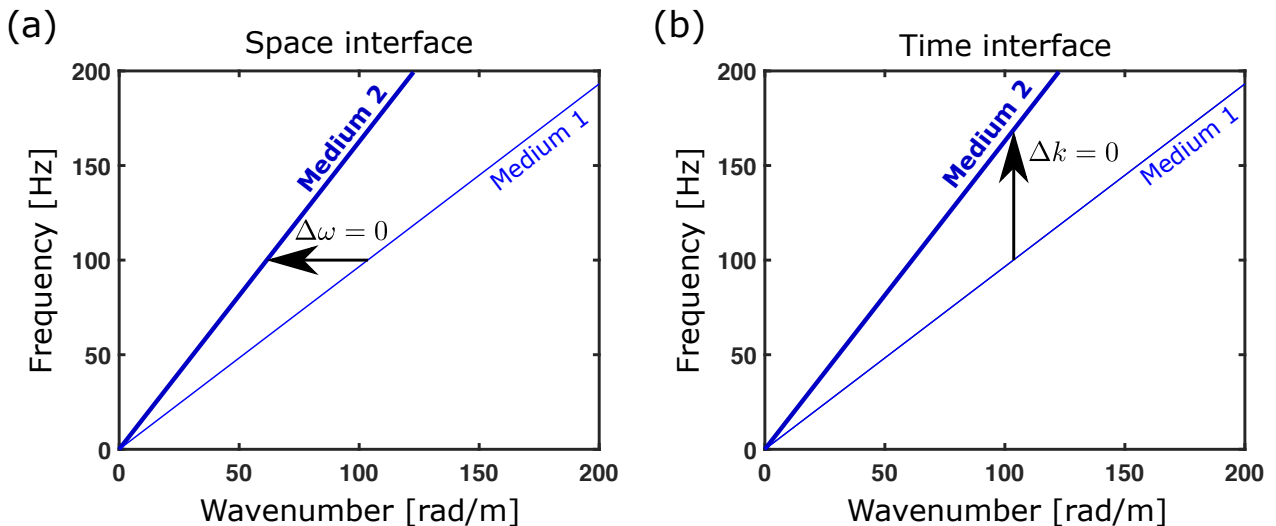 (a)
Space interface
200
150
100
50
0
0
50
100
150
200
Frequency [Hz]
Wavenumber [rad/m]
Medium 2
Medium 1
Δω = 0
(b)
Time interface
200
150
100
50
0
0
50
100
150
200
Frequency [Hz]
Wavenumber [rad/m]
Medium 2
Medium 1
Δk = 0